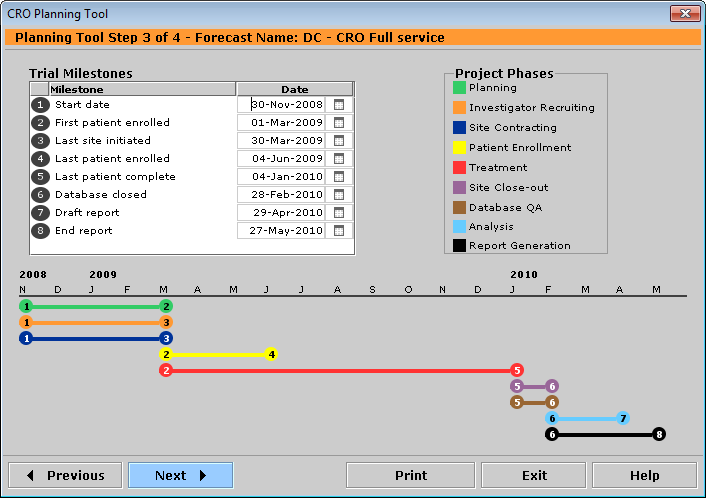 CRO Planning Tool
Planning Tool Step 3 of 4 - Forecast Name: DC - CRO Full service
Trial Milestones
Milestone Date
1 Start date 30-Nov-2008
2 First patient enrolled 01-Mar-2009
3 Last site initiated 30-Mar-2009
4 Last patient enrolled 04-Jun-2009
5 Last patient complete 04-Jan-2010
6 Database closed 28-Feb-2010
7 Draft report 29-Apr-2010
8 End report 27-May-2010
Project Phases
Planning
Investigator Recruiting
Site Contracting
Patient Enrollment
Treatment
Site Close-out
Database QA
Analysis
Report Generation
2008 2009 2010
N D J F M A M J J A S O N D J F M A M
1 2
1 3
1 3
2 4
2 5
5 6
5 6
6 7
6 8
Previous Next Print Exit Help